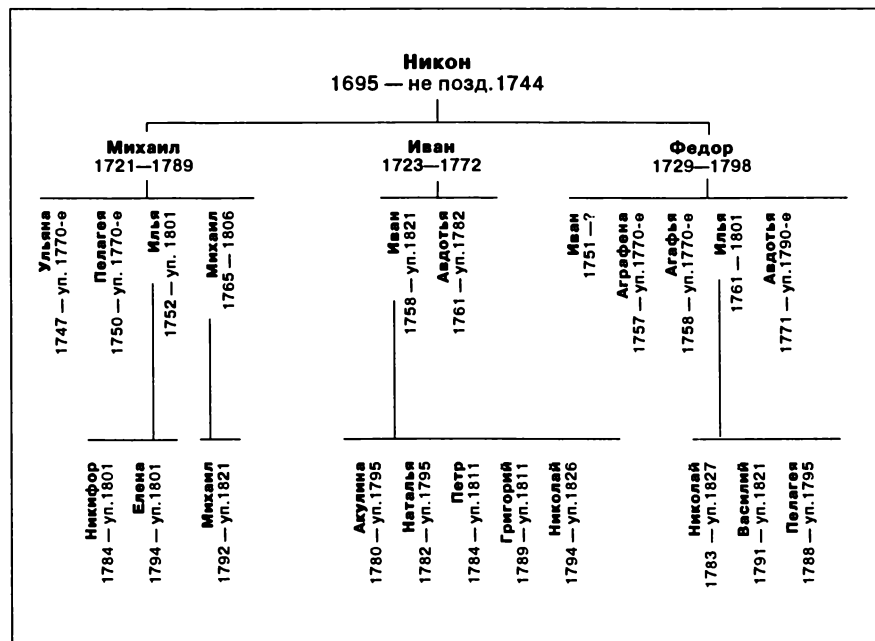 Никон
1695 — не позд. 1744
Михаил
1721—1789
Иван
1723—1772
Федор
1729—1798
Ульяна
1747 — уп. 1770-е
Пелагея
1750 — уп. 1770-е
Илья
1752 — уп. 1801
Михаил
1765 — 1806
Иван
1758 — уп. 1821
Авдотья
1761 — уп. 1782
Иван
1751 — ?
Аграфена
1757 — уп. 1770-е
Агафья
1758 — уп. 1770-е
Илья
1761 — 1801
Авдотья
1771 — уп. 1790-е
Никифор
1784 — уп. 1801
Елена
1794 — уп. 1801
Михаил
1792 — уп. 1821
Акулина
1780 — уп. 1795
Наталья
1782 — уп. 1795
Петр
1784 — уп. 1811
Григорий
1789 — уп. 1811
Николай
1794 — уп. 1826
Николай
1783 — уп. 1827
Василий
1791 — уп. 1821
Пелагея
1788 — уп. 1795